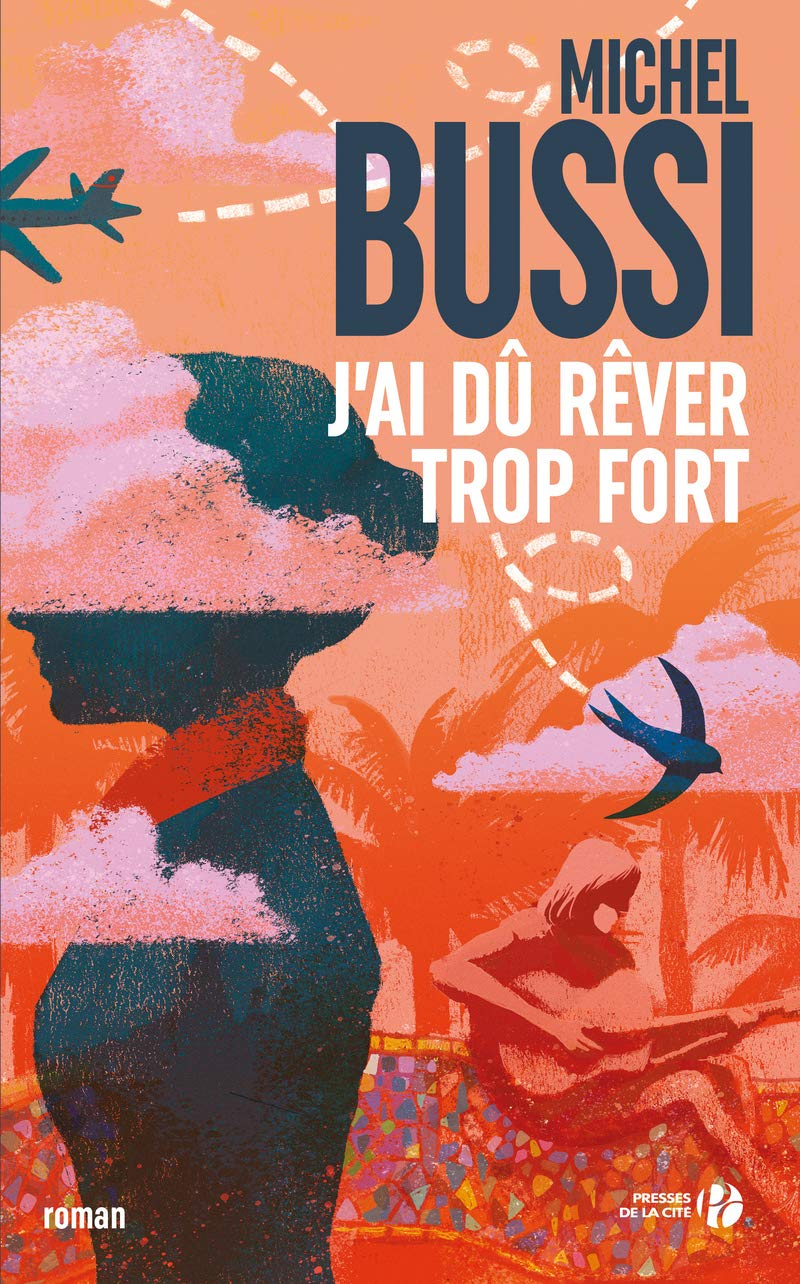 MICHEL
BUSSI
J'AI DÛ RÊVER
TROP FORT
roman
PRESSES
DE LA CITÉ